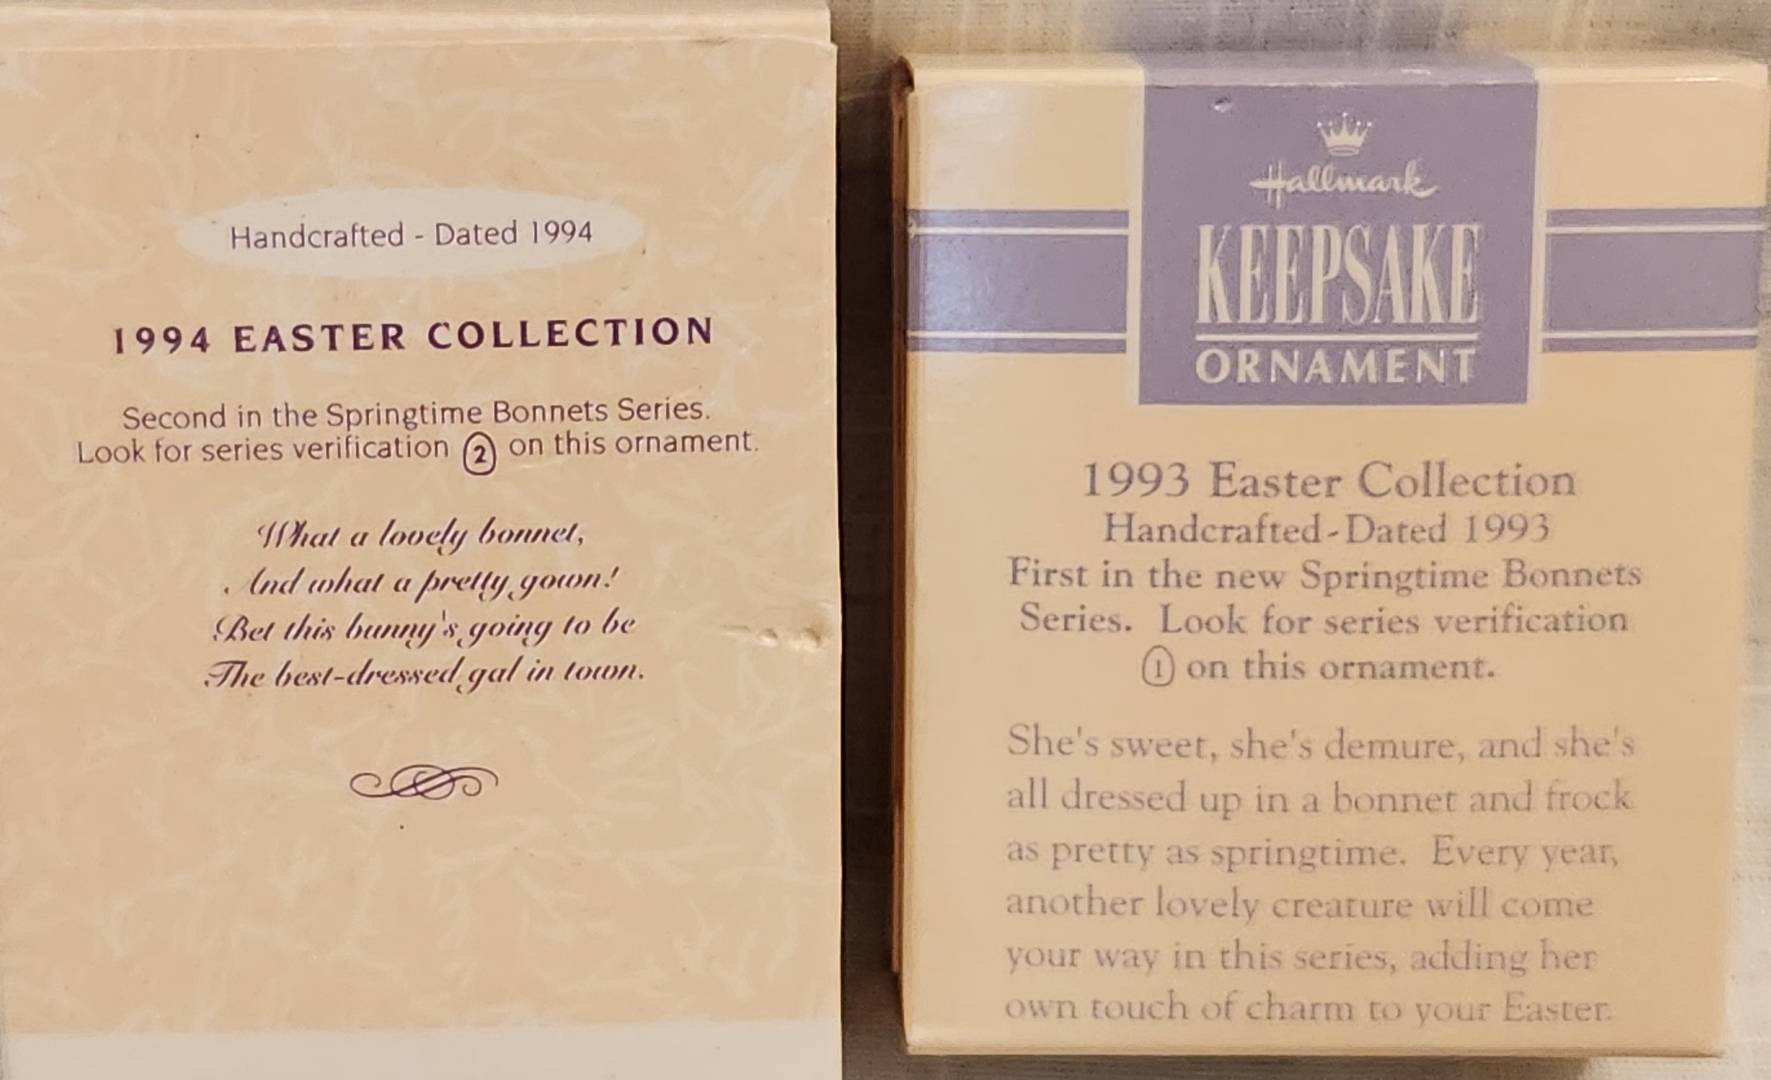 Handcrafted - Dated 1994
1994 EASTER COLLECTION
Second in the Springtime Bonnets Series.
Look for series verification 2 on this ornament.
What a lovely bonnet,
And what a pretty gown!
Bet this bunny's going to be
The best-dressed gal in town.
Hallmark
KEEPSAKE
ORNAMENT
1993 Easter Collection
Handcrafted-Dated 1993
First in the new Springtime Bonnets
Series. Look for series verification
1 on this ornament.
She's sweet, she's demure, and she's
all dressed up in a bonnet and frock
as pretty as springtime. Every year,
another lovely creature will come
your way in this series, adding her
own touch of charm to your Easter.